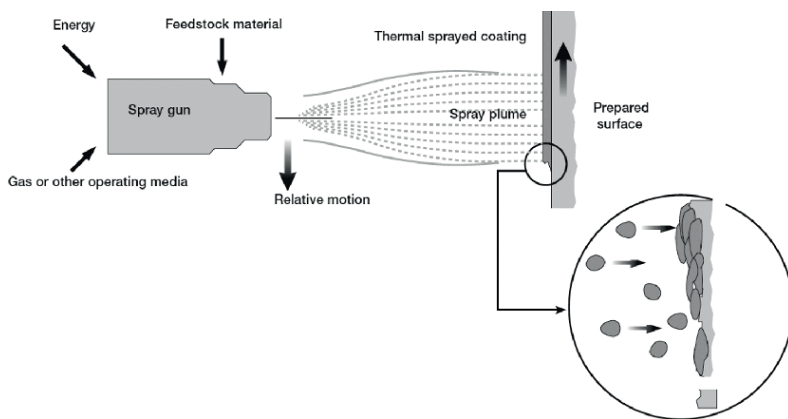 Energy
Feedstock material
Thermal sprayed coating
Spray gun
Spray plume
Prepared
surface
Gas or other operating media
Relative motion